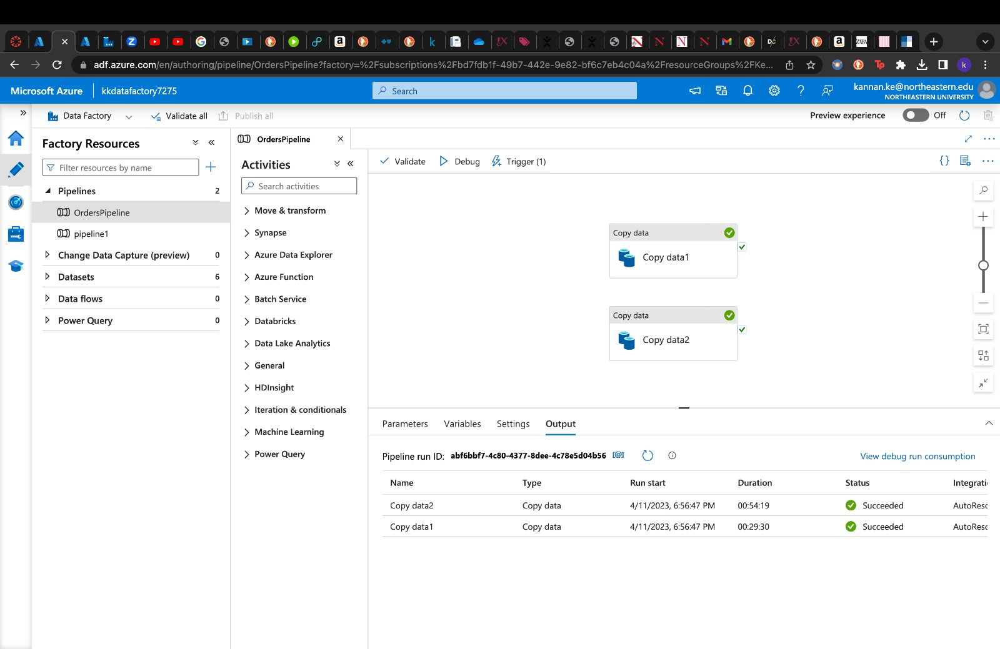 adf.azure.com/en/authoring/pipeline/OrdersPipeline?factory=%2Fsubscriptions%2Fbd7fdb1f-49b7-442e-9e82-bf6c7eb4c04a%2FresourceGroups%2FKe...
Microsoft Azure
kkdatafactory7275
Search
kannan.ke@northeastern.edu
NORTHEASTERN UNIVERSITY
Data Factory
Validate all
Publish all
Preview experience
Off
Factory Resources
Filter resources by name
Pipelines 2
OrdersPipeline
pipeline1
Change Data Capture (preview) 0
Datasets 6
Data flows 0
Power Query 0
OrdersPipeline
Activities
Search activities
Move & transform
Synapse
Azure Data Explorer
Azure Function
Batch Service
Databricks
Data Lake Analytics
General
HDInsight
Iteration & conditionals
Machine Learning
Power Query
Validate
Debug
Trigger (1)
Copy data
Copy data1
Copy data
Copy data2
Parameters
Variables
Settings
Output
Pipeline run ID: abf6bbf7-4c80-4377-8dee-4c78e5d04b56
View debug run consumption
Name Type Run start Duration Status Integrati
Copy data2 Copy data 4/11/2023, 6:56:47 PM 00:54:19 Succeeded AutoReso
Copy data1 Copy data 4/11/2023, 6:56:47 PM 00:29:30 Succeeded AutoReso